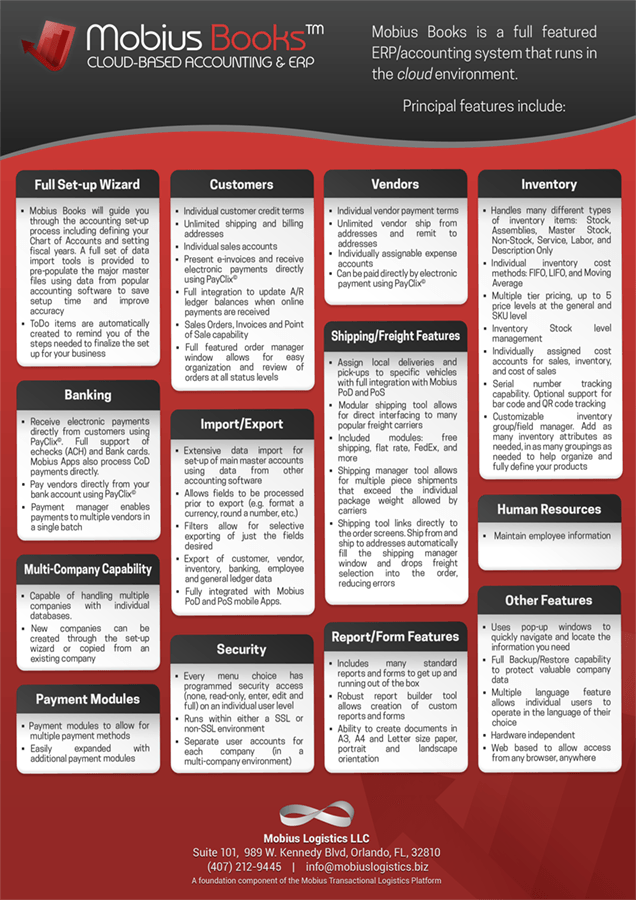 Mobius Books™
CLOUD-BASED ACCOUNTING & ERP
Mobius Books is a full featured
ERP/accounting system that runs in
the cloud environment.
Principal features include:
Full Set-up Wizard
• Mobius Books will guide you
through the accounting set-up
process including defining your
Chart of Accounts and setting
fiscal years. A full set of data
import tools is provided to
pre-populate the major master
files using data from popular
accounting software to save
setup time and improve
accuracy
• ToDo items are automatically
created to remind you of the
steps needed to finalize the set
up for your business
Banking
• Receive electronic payments
directly from customers using
PayClix©. Full support of
echecks (ACH) and Bank cards.
Mobius Apps also process CoD
payments directly.
• Pay vendors directly from your
bank account using PayClix©
• Payment manager enables
payments to multiple vendors in
a single batch
Multi-Company Capability
• Capable of handling multiple
companies with individual
databases.
• New companies can be
created through the set-up
wizard or copied from an
existing company
Payment Modules
• Payment modules to allow for
multiple payment methods
• Easily expanded with
additional payment modules
Customers
• Individual customer credit terms
• Unlimited shipping and billing
addresses
• Individual sales accounts
• Present e-invoices and receive
electronic payments directly
using PayClix©
• Full integration to update A/R
ledger balances when online
payments are received
• Sales Orders, Invoices and Point
of Sale capability
• Full featured order manager
window allows for easy
organization and review of
orders at all status levels
Import/Export
• Extensive data import for
set-up of main master accounts
using data from other
accounting software
• Allows fields to be processed
prior to export (e.g. format a
currency, round a number, etc.)
• Filters allow for selective
exporting of just the fields
desired
• Export of customer, vendor,
inventory, banking, employee
and general ledger data
• Fully integrated with Mobius
PoD and PoS mobile Apps.
Security
• Every menu choice has
programmed security access
(none, read-only, enter, edit and
full) on an individual user level
• Runs within either a SSL or
non-SSL environment
• Separate user accounts for
each company (in a
multi-company environment)
Vendors
• Individual vendor payment terms
• Unlimited vendor ship from
addresses and remit to
addresses
• Individually assignable expense
accounts
• Can be paid directly by electronic
payment using PayClix©
Shipping/Freight Features
• Assign local deliveries and
pick-ups to specific vehicles
with full integration with Mobius
PoD and PoS
• Modular shipping tool allows
for direct interfacing to many
popular freight carriers
• Included modules: free
shipping, flat rate, FedEx, and
more
• Shipping manager tool allows
for multiple piece shipments
that exceed the individual
package weight allowed by
carriers
• Shipping tool links directly to
the order screens. Ship from and
ship to addresses automatically
fill the shipping manager
window and drops freight
selection into the order,
reducing errors
Report/Form Features
• Includes many standard
reports and forms to get up and
running out of the box
• Robust report builder tool
allows creation of custom
reports and forms
• Ability to create documents in
A3, A4 and Letter size paper,
portrait and landscape
orientation
Inventory
• Handles many different types
of inventory items: Stock,
Assemblies, Master Stock,
Non-Stock, Service, Labor, and
Description Only
• Individual inventory cost
methods: FIFO, LIFO, and Moving
Average
• Multiple tier pricing, up to 5
price levels at the general and
SKU level
• Inventory Stock level
management
• Individually assigned cost
accounts for sales, inventory,
and cost of sales
• Serial number tracking
capability. Optional support for
bar code and QR code tracking
• Customizable inventory
group/field manager. Add as
many inventory attributes as
needed, in as many groupings as
needed to help organize and
fully define your products
Human Resources
• Maintain employee information
Other Features
• Uses pop-up windows to
quickly navigate and locate the
information you need
• Full Backup/Restore capability
to protect valuable company
data
• Multiple language feature
allows individual users to
operate in the language of their
choice
• Hardware independent
• Web based to allow access
from any browser, anywhere
Mobius Logistics LLC
Suite 101, 989 W. Kennedy Blvd, Orlando, FL, 32810
(407) 212-9445 | info@mobiuslogistics.biz
A foundation component of the Mobius Transactional Logistics Platform